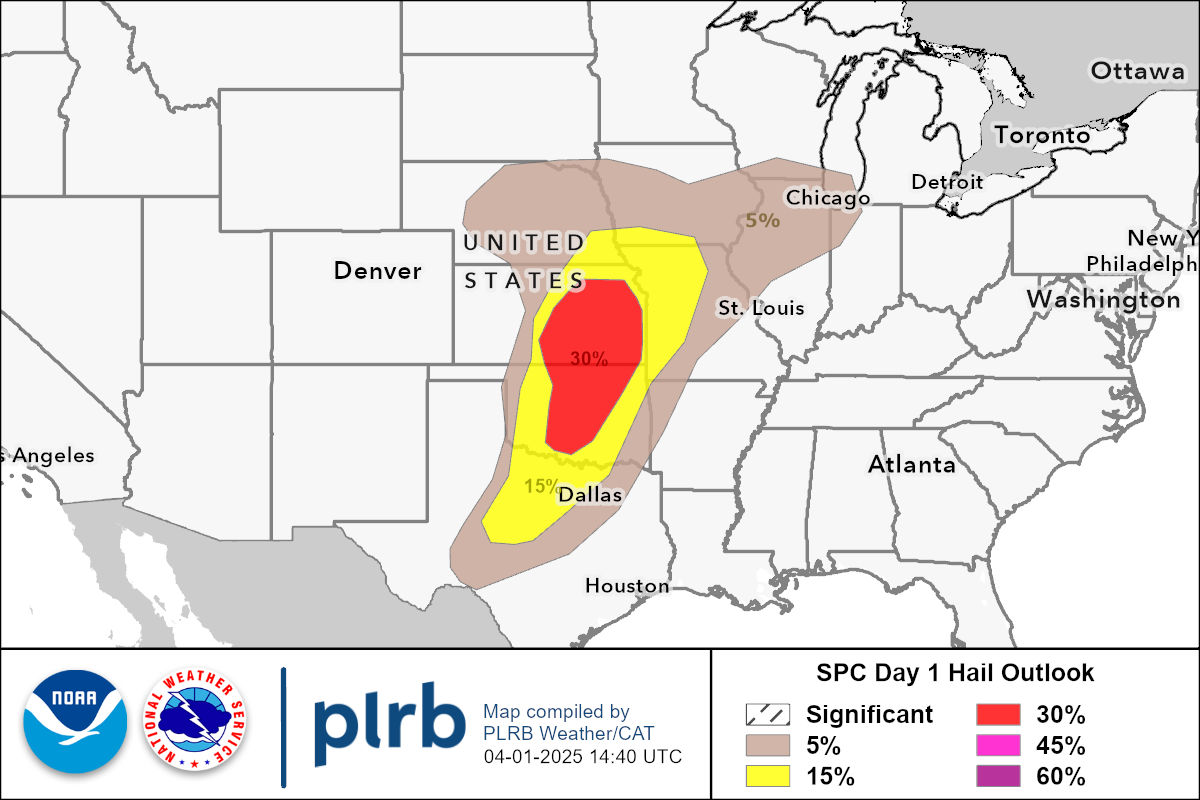 Ottawa
Toronto
Detroit
Chicago
5%
New Y
UNITED
Philadelph
Denver
STATES
Washington
St. Louis
30%
s Angeles
Atlanta
15%
Dallas
Houston
NOAA
NATIONAL WEATHER SERVICE
plrb
Map compiled by
PLRB Weather/CAT
04-01-2025 14:40 UTC
SPC Day 1 Hail Outlook
Significant
5%
15%
30%
45%
60%